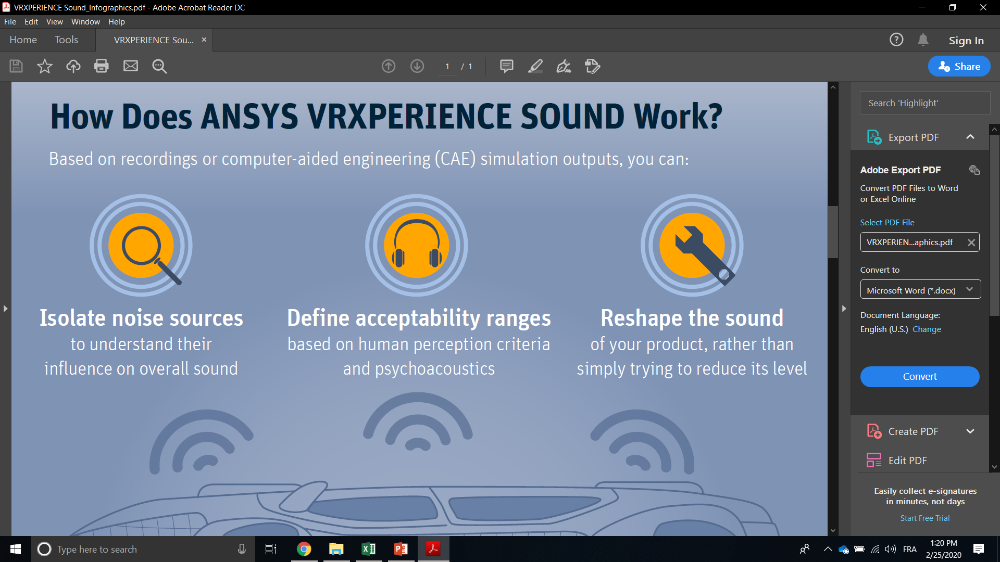 VRXPERIENCE Sound_Infographics.pdf - Adobe Acrobat Reader DC
File Edit View Window Help
Home Tools VRXPERIENCE Sou... Sign In
1 / 1 Share
How Does ANSYS VRXPERIENCE SOUND Work?
Based on recordings or computer-aided engineering (CAE) simulation outputs, you can:
Isolate noise sources
to understand their
influence on overall sound
Define acceptability ranges
based on human perception criteria
and psychoacoustics
Reshape the sound
of your product, rather than
simply trying to reduce its level
Search 'Highlight'
Export PDF
Adobe Export PDF
Convert PDF Files to Word
or Excel Online
Select PDF File
VRXPERIEN...aphics.pdf
Convert to
Microsoft Word (*.docx)
Document Language:
English (U.S.) Change
Convert
Create PDF
Edit PDF
Easily collect e-signatures
in minutes, not days
Start Free Trial
Type here to search
FRA
1:20 PM
2/25/2020